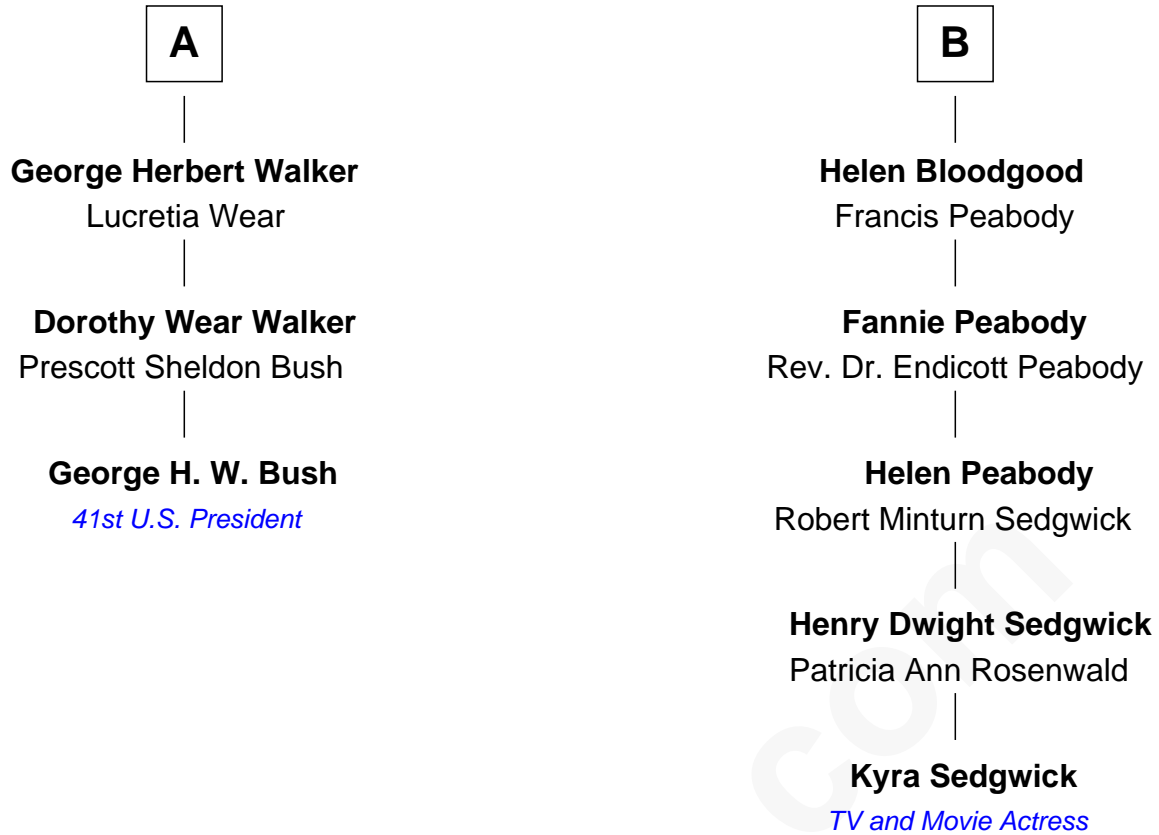 A
George Herbert Walker
Lucretia Wear
Dorothy Wear Walker
Prescott Sheldon Bush
George H. W. Bush
41st U.S. President
B
Helen Bloodgood
Francis Peabody
Fannie Peabody
Rev. Dr. Endicott Peabody
Helen Peabody
Robert Minturn Sedgwick
Henry Dwight Sedgwick
Patricia Ann Rosenwald
Kyra Sedgwick
TV and Movie Actress
com